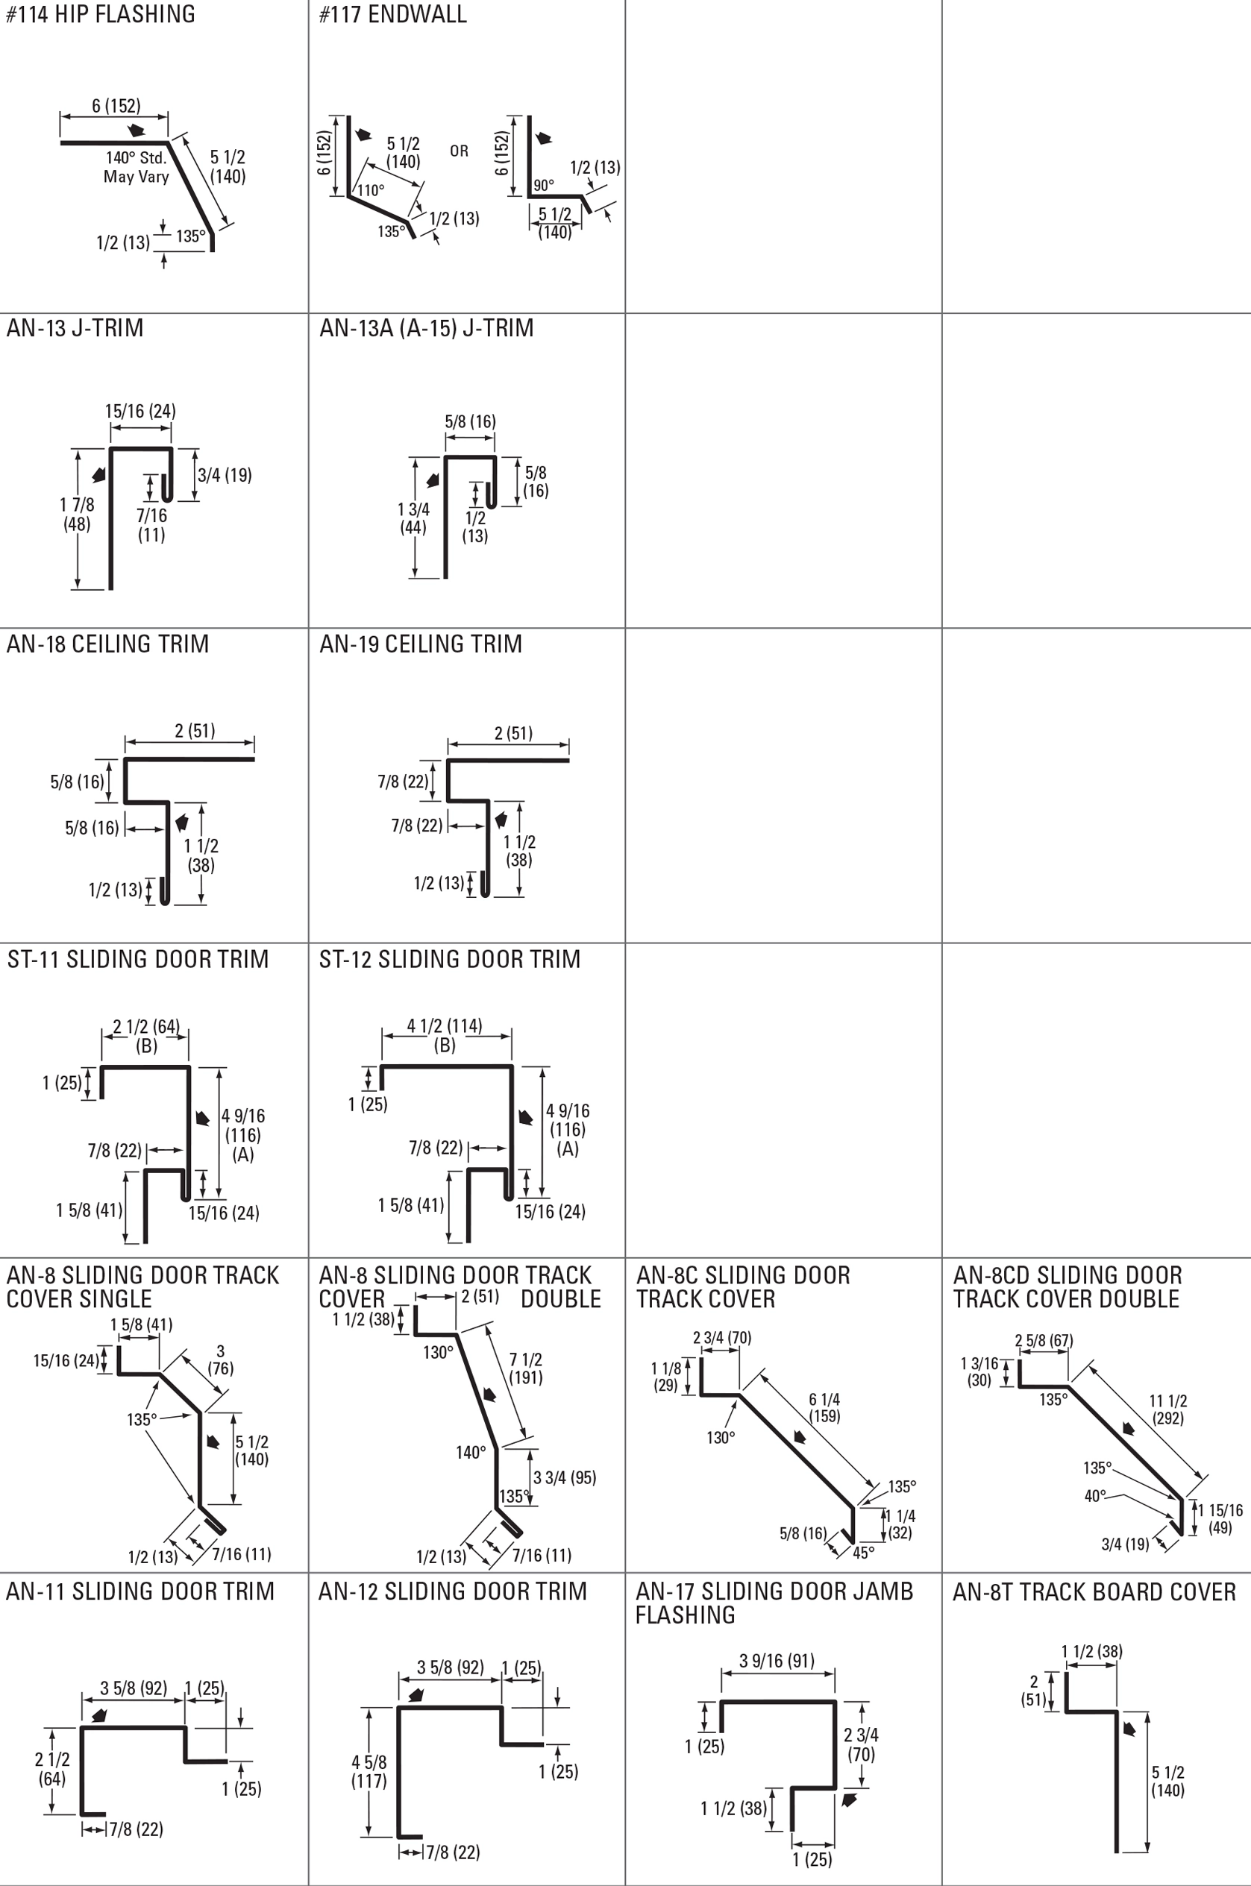 #114 HIP FLASHING
6 (152)
140° Std.
May Vary
5 1/2
(140)
1/2 (13)
135°
#117 ENDWALL
6 (152)
5 1/2
(140)
110°
1/2 (13)
135°
OR
6 (152)
1/2 (13)
90°
5 1/2
(140)
AN-13 J-TRIM
15/16 (24)
3/4 (19)
1 7/8
(48)
7/16
(11)
AN-13A (A-15) J-TRIM
5/8 (16)
5/8
(16)
1 3/4
(44)
1/2
(13)
AN-18 CEILING TRIM
2 (51)
5/8 (16)
5/8 (16)
1 1/2
(38)
1/2 (13)
AN-19 CEILING TRIM
2 (51)
7/8 (22)
7/8 (22)
1 1/2
(38)
1/2 (13)
ST-11 SLIDING DOOR TRIM
2 1/2 (64)
(B)
1 (25)
4 9/16
(116)
(A)
7/8 (22)
1 5/8 (41)
15/16 (24)
ST-12 SLIDING DOOR TRIM
4 1/2 (114)
(B)
1 (25)
4 9/16
(116)
(A)
7/8 (22)
1 5/8 (41)
15/16 (24)
AN-8 SLIDING DOOR TRACK
COVER SINGLE
1 5/8 (41)
15/16 (24)
3
(76)
135°
5 1/2
(140)
1/2 (13)
7/16 (11)
AN-8 SLIDING DOOR TRACK
COVER DOUBLE
2 (51)
1 1/2 (38)
130°
7 1/2
(191)
140°
3 3/4 (95)
135°
1/2 (13)
7/16 (11)
AN-8C SLIDING DOOR
TRACK COVER
2 3/4 (70)
1 1/8
(29)
6 1/4
(159)
130°
135°
1 1/4
(32)
5/8 (16)
45°
AN-8CD SLIDING DOOR
TRACK COVER DOUBLE
2 5/8 (67)
1 3/16
(30)
135°
11 1/2
(292)
135°
40°
1 15/16
(49)
3/4 (19)
AN-11 SLIDING DOOR TRIM
3 5/8 (92)
1 (25)
2 1/2
(64)
1 (25)
7/8 (22)
AN-12 SLIDING DOOR TRIM
3 5/8 (92)
1 (25)
4 5/8
(117)
1 (25)
7/8 (22)
AN-17 SLIDING DOOR JAMB
FLASHING
3 9/16 (91)
1 (25)
2 3/4
(70)
1 1/2 (38)
1 (25)
AN-8T TRACK BOARD COVER
1 1/2 (38)
2
(51)
5 1/2
(140)